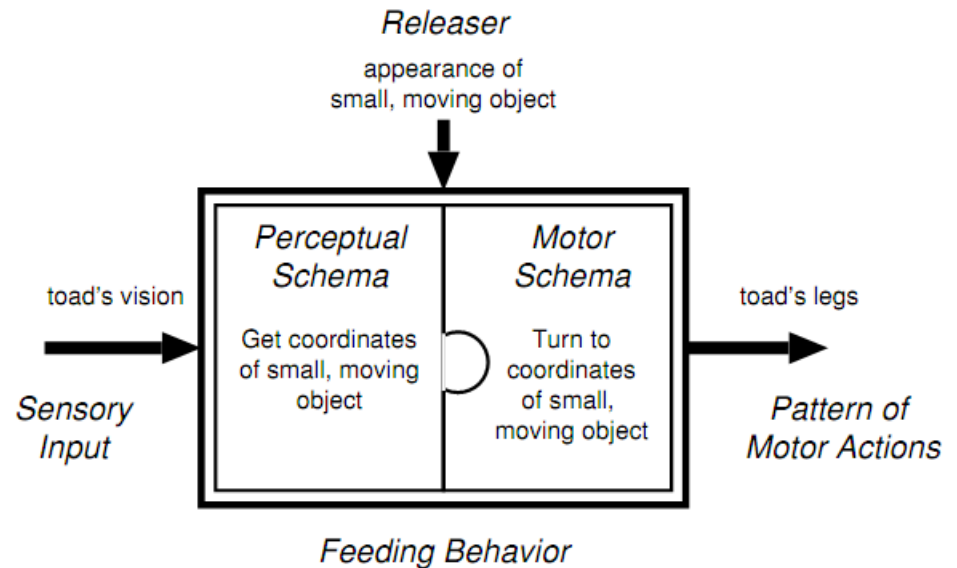 Releaser
appearance of
small, moving object
Perceptual
Schema
Get coordinates
of small, moving
object
Motor
Schema
Turn to
coordinates
of small,
moving object
toad's vision
Sensory
Input
toad's legs
Pattern of
Motor Actions
Feeding Behavior